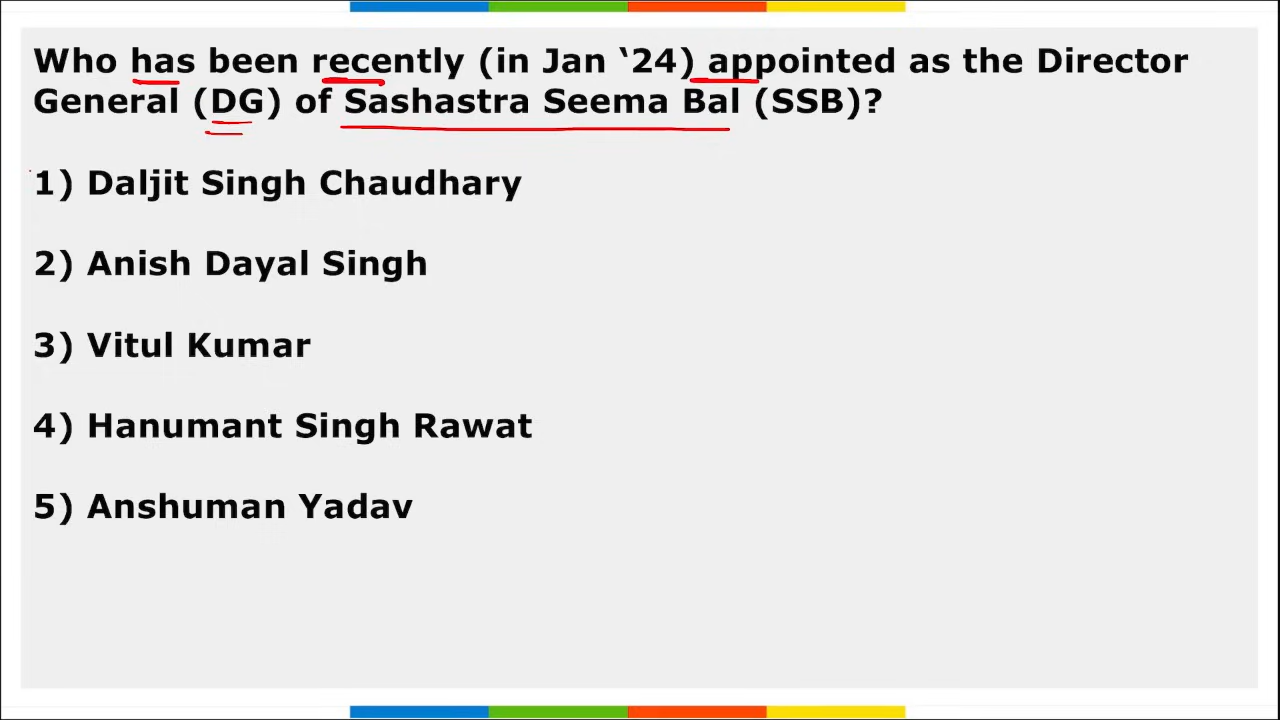 Who has been recently (in Jan ‘24) appointed as the Director
General (DG) of Sashastra Seema Bal (SSB)?
1) Daljit Singh Chaudhary
2) Anish Dayal Singh
3) Vitul Kumar
4) Hanumant Singh Rawat
5) Anshuman Yadav